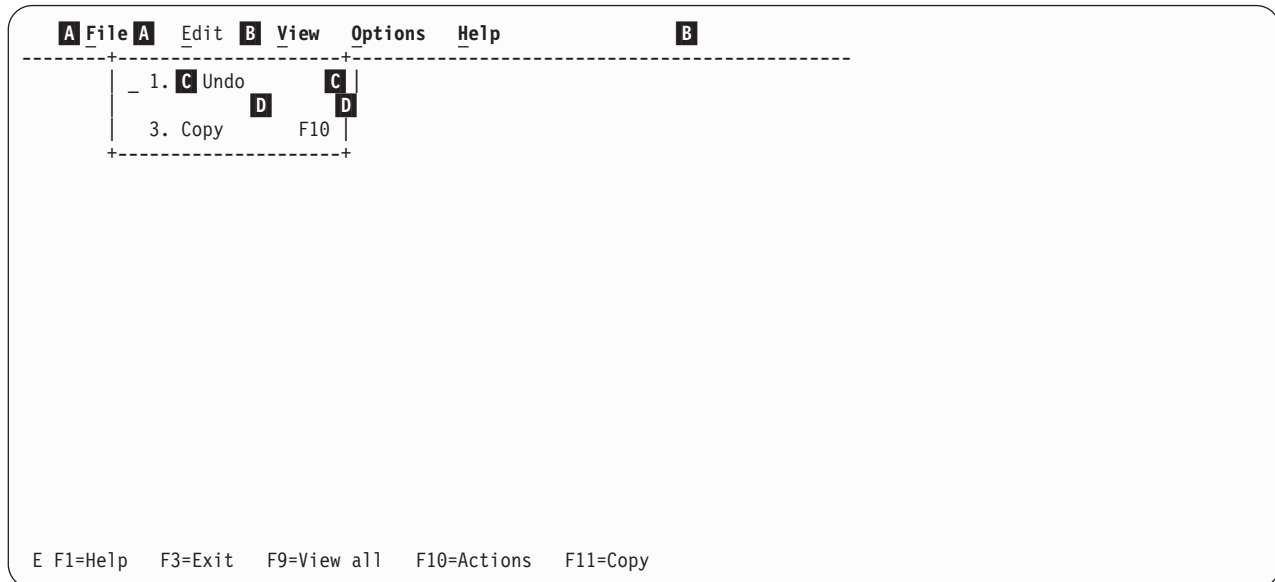 A File A Edit B View Options Help B
--------+---------------------+-----------------------------------------------
| _ 1. C Undo C |
| D D
| 3. Copy F10 |
+---------------------+
E F1=Help F3=Exit F9=View all F10=Actions F11=Copy